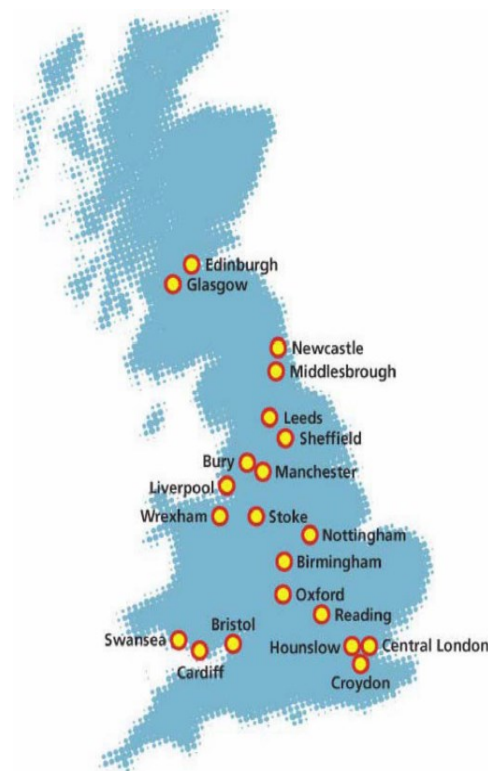 Edinburgh
Glasgow
Newcastle
Middlesbrough
Leeds
Sheffield
Bury
Manchester
Liverpool
Wrexham
Stoke
Nottingham
Birmingham
Oxford
Reading
Swansea
Bristol
Cardiff
Hounslow
Central London
Croydon